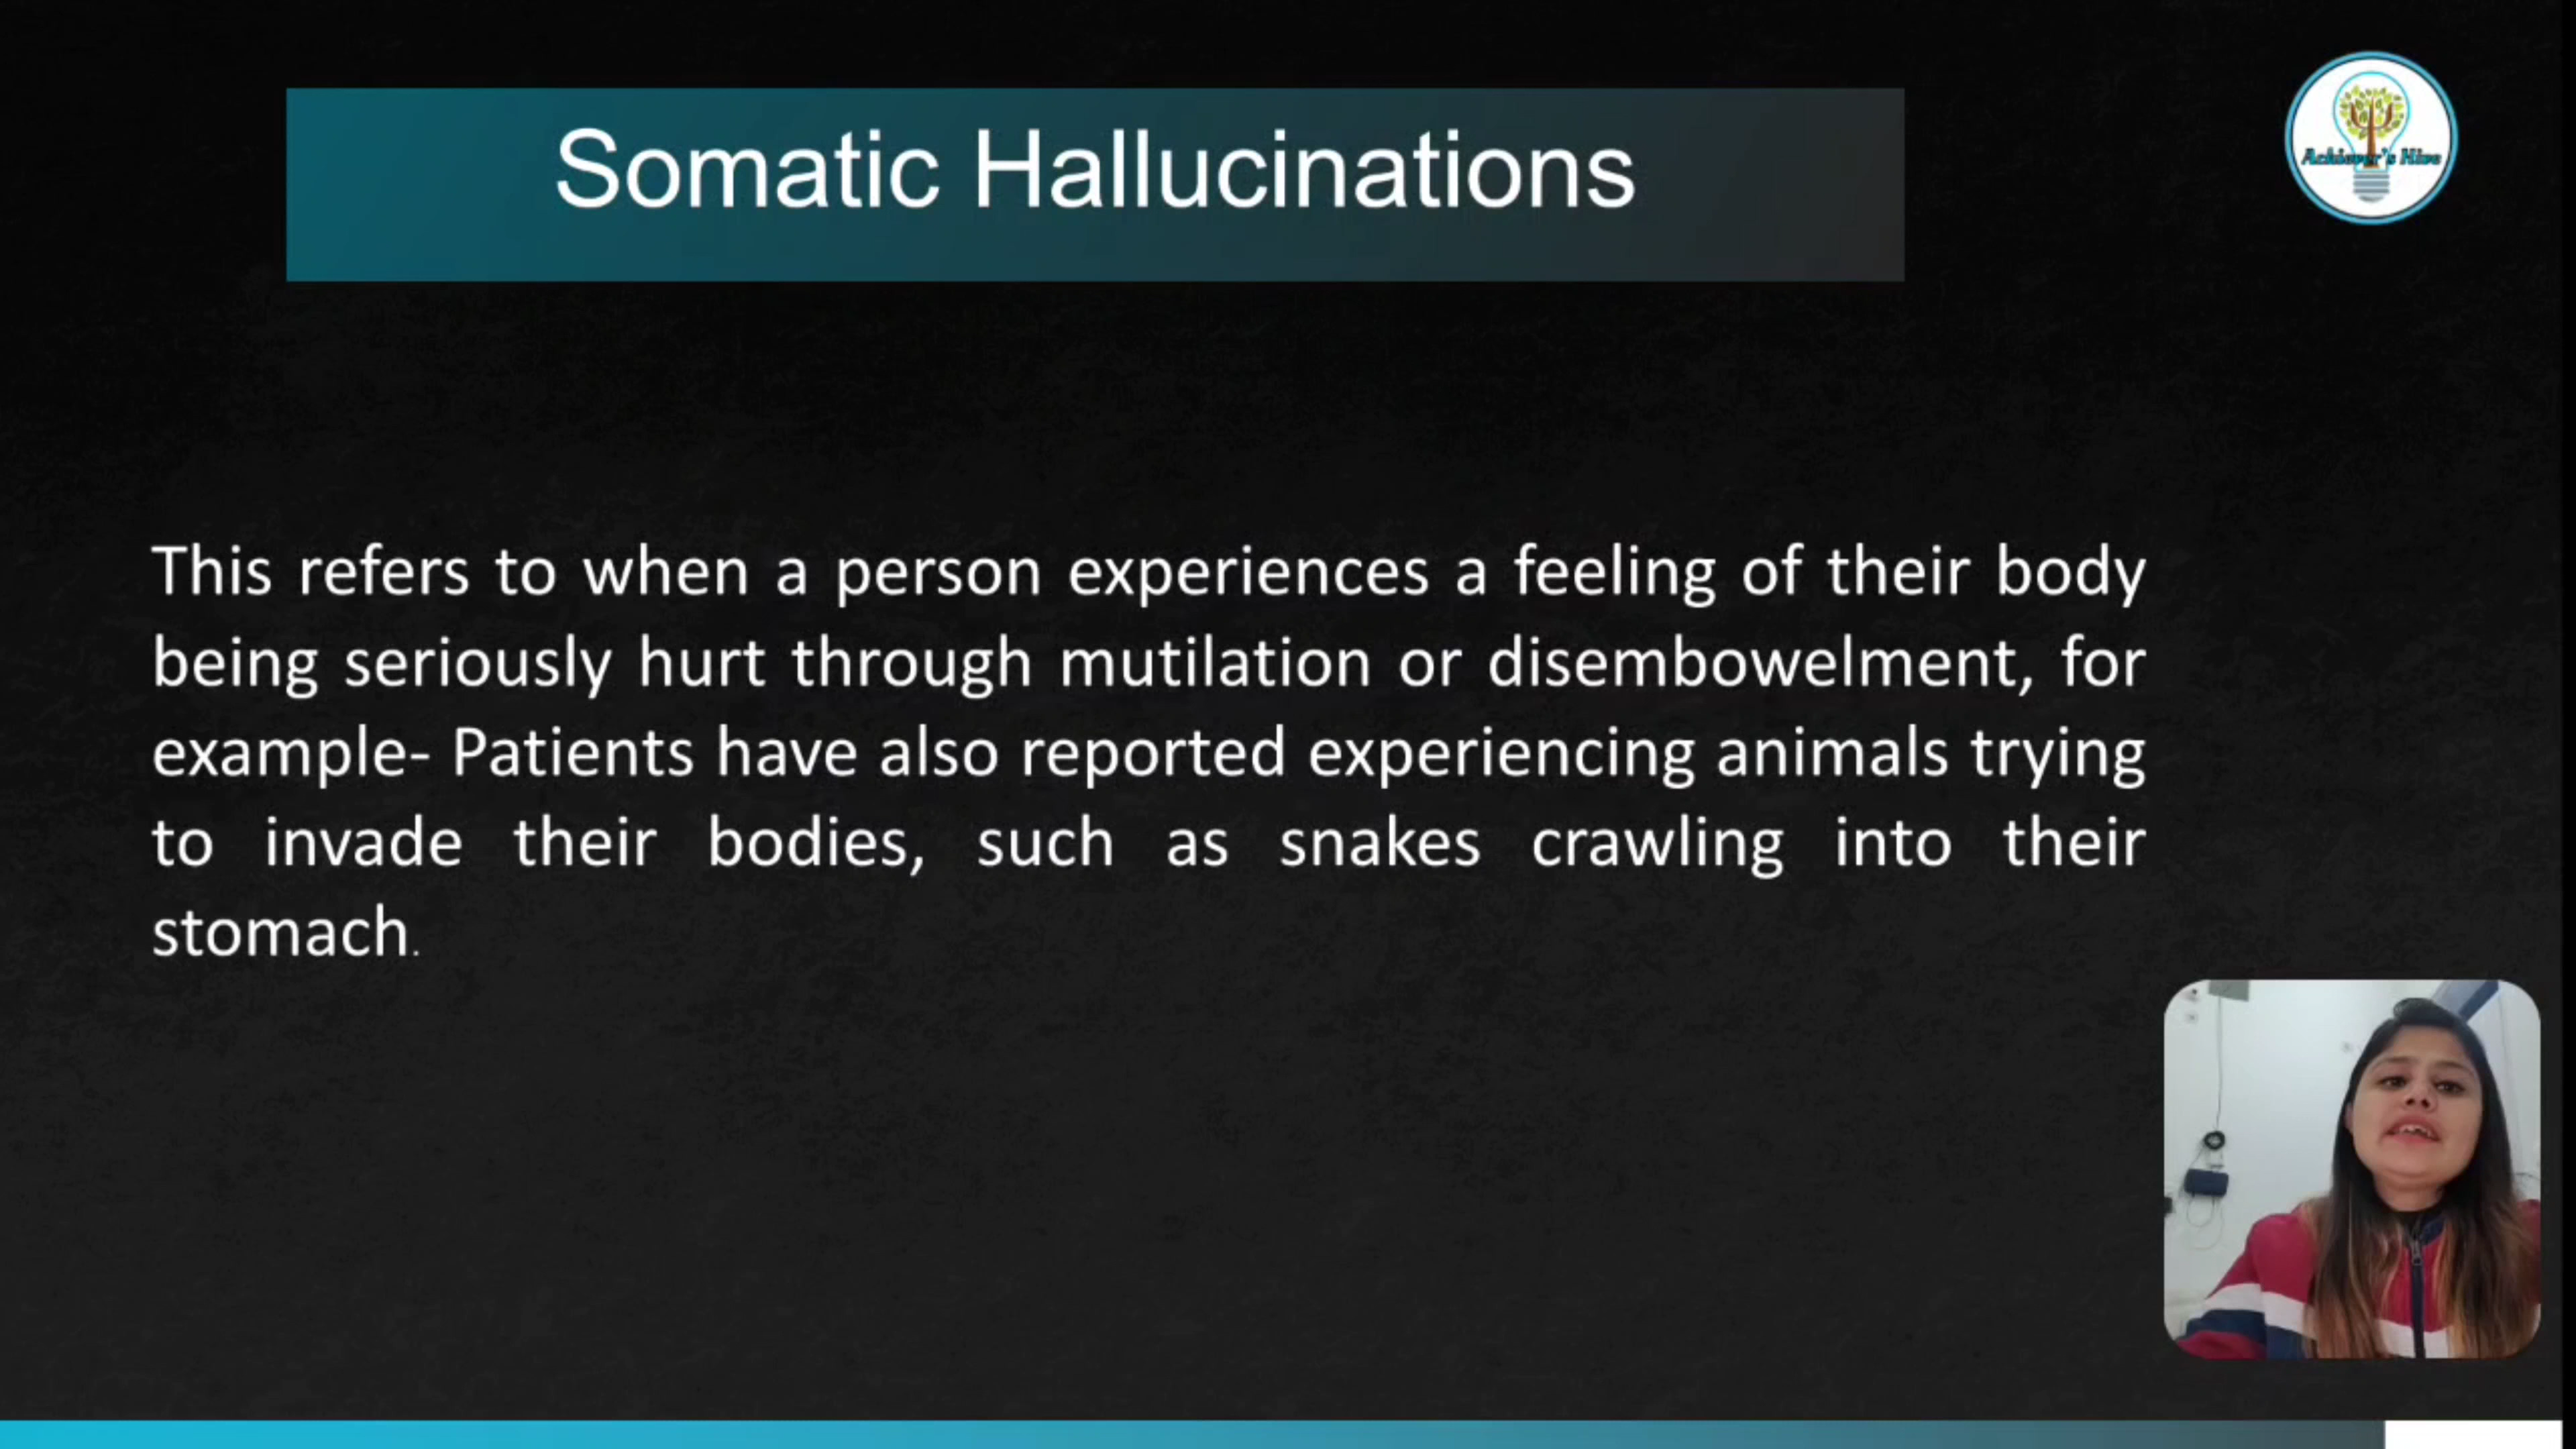 Somatic Hallucinations
Achiever's Hive
This refers to when a person experiences a feeling of their body
being seriously hurt through mutilation or disembowelment, for
example- Patients have also reported experiencing animals trying
to invade their bodies, such as snakes crawling into their
stomach.